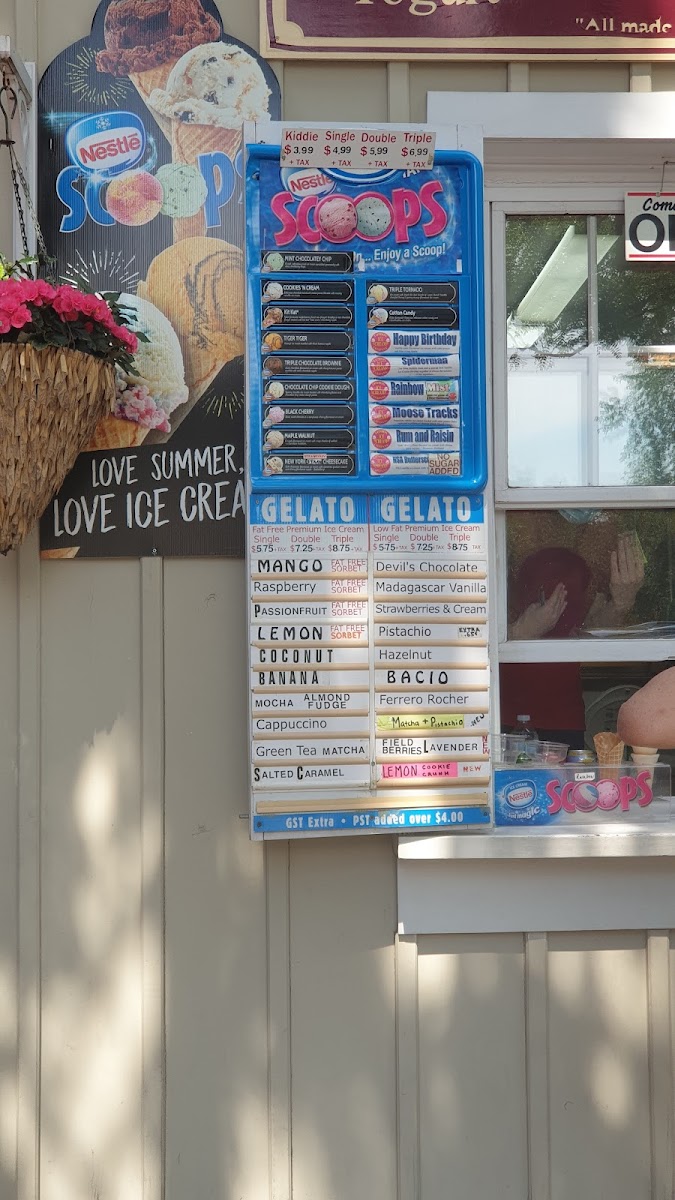 Yogurt
"All made
Nestlé
SCOOPS
LOVE SUMMER,
LOVE ICE CREA
Kiddie Single Double Triple
$3.99 $4.99 $5.99 $6.99
+ TAX + TAX + TAX + TAX
Nestlé
SCOOPS
Enjoy a Scoop!
MINT CHOCOLATEY CHIP
COOKIES 'N CREAM
TRIPLE TORNADO
Kit Kat
Cotton Candy
TIGER TIGER
Happy Birthday
TRIPLE CHOCOLATE BROWNIE
Spiderman
CHOCOLATE CHIP COOKIE DOUGH
Rainbow
BLACK CHERRY
Moose Tracks
MAPLE WALNUT
Rum and Raisin
NEW YORK CHEESECAKE
NO SUGAR ADDED
GELATO
Fat Free Premium Ice Cream
Single Double Triple
$5.75+TAX $7.25+TAX $8.75+TAX
MANGO FAT FREE SORBET
Raspberry FAT FREE SORBET
PASSIONFRUIT FAT FREE SORBET
LEMON FAT FREE SORBET
COCONUT
BANANA
MOCHA ALMOND FUDGE
Cappuccino
Green Tea MATCHA
SALTED CARAMEL
GELATO
Low Fat Premium Ice Cream
Single Double Triple
$5.75+TAX $7.25+TAX $8.75 TAX
Devil's Chocolate
Madagascar Vanilla
Strawberries & Cream
Pistachio EXTRA
Hazelnut
BACIO
Ferrero Rocher
Matcha + Pistachio NEW
FIELD BERRIES LAVENDER NEW
LEMON COOKIE CRUNH NEW
GST Extra • PST added over $4.00
Com
Nestlé
SCOOPS